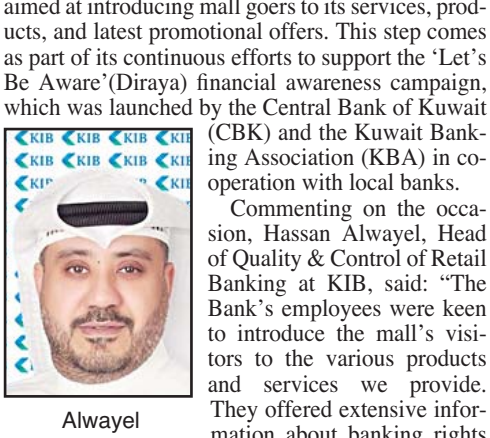 aimed at introducing mall goers to its services, prod-
ucts, and latest promotional offers. This step comes
as part of its continuous efforts to support the ‘Let’s
Be Aware’(Diraya) financial awareness campaign,
which was launched by the Central Bank of Kuwait
(CBK) and the Kuwait Bank-
ing Association (KBA) in co-
operation with local banks.
Commenting on the occa-
sion, Hassan Alwayel, Head
of Quality & Control of Retail
Banking at KIB, said: “The
Bank’s employees were keen
to introduce the mall’s visi-
tors to the various products
and services we provide.
They offered extensive infor-
mation about banking rights
KIB KIB KIB KIB
KIB KIB
Alwayel